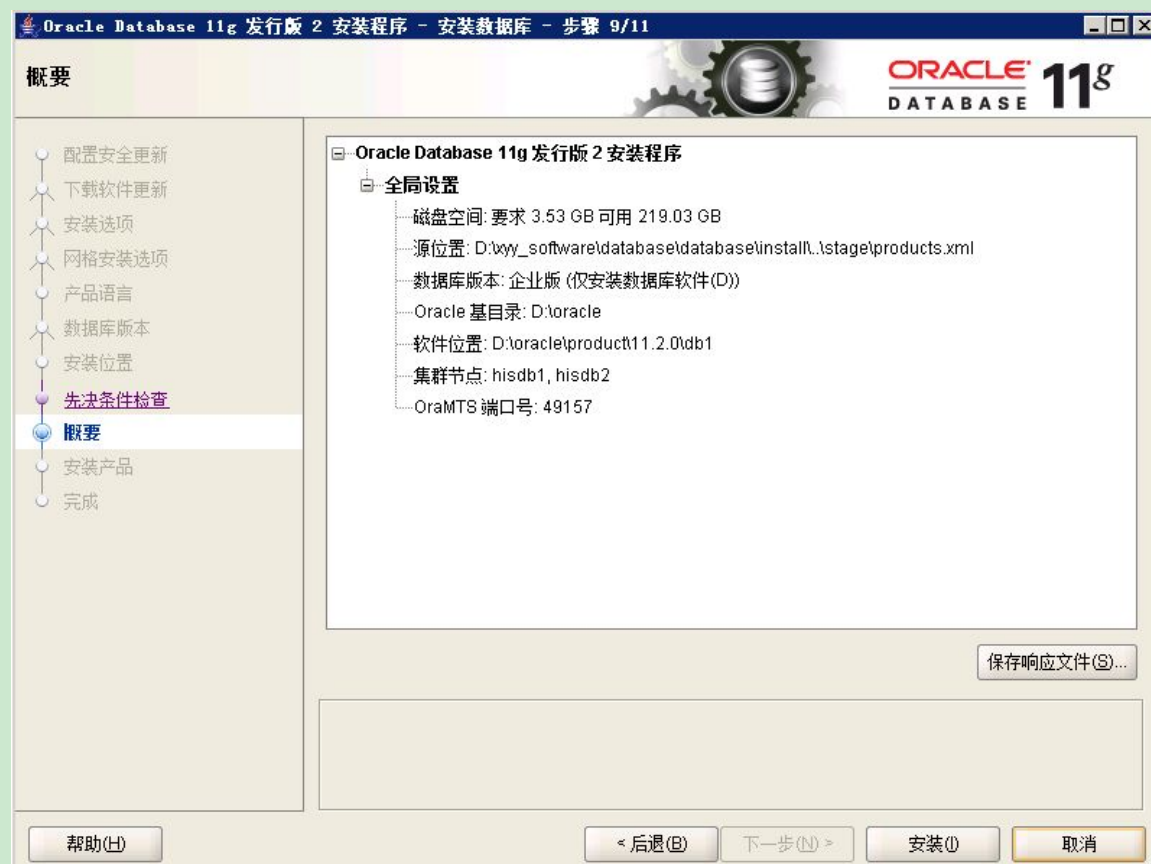 Oracle Database 11g 发行版 2 安装程序 - 安装数据库 - 步骤 9/11
概要
ORACLE
DATABASE
11g
配置安全更新
下载软件更新
安装选项
网格安装选项
产品语言
数据库版本
安装位置
先决条件检查
概要
安装产品
完成
Oracle Database 11g 发行版 2 安装程序
全局设置
磁盘空间: 要求 3.53 GB 可用 219.03 GB
源位置: D:\xyy_software\database\database\install\..\stage\products.xml
数据库版本: 企业版 (仅安装数据库软件(D))
Oracle 基目录: D:\oracle
软件位置: D:\oracle\product\11.2.0\db1
集群节点: hisdb1, hisdb2
OraMTS 端口号: 49157
保存响应文件(S)...
帮助(H)
< 后退(B)
下一步(N) >
安装(I)
取消